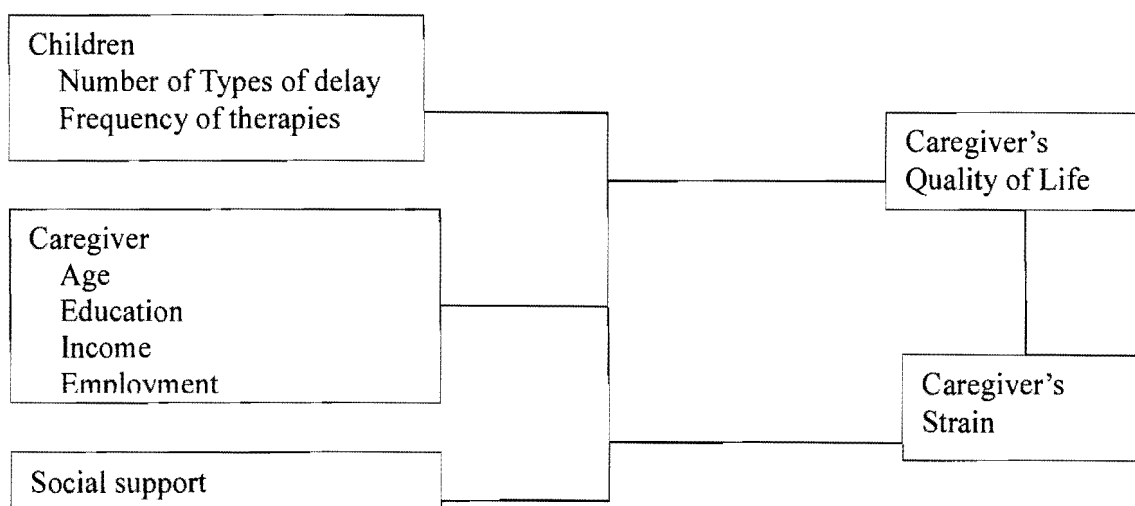 Children
Number of Types of delay
Frequency of therapies
Caregiver
Age
Education
Income
Employment
Social support
Caregiver's
Quality of Life
Caregiver's
Strain